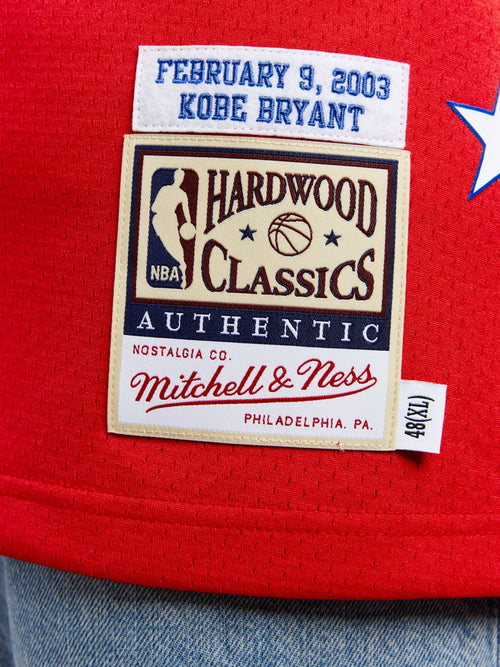 FEBRUARY 9, 2003
KOBE BRYANT
HARDWOOD
CLASSICS
NBA
AUTHENTIC
NOSTALGIA CO.
Mitchell & Ness
PHILADELPHIA, PA.
48(XL)